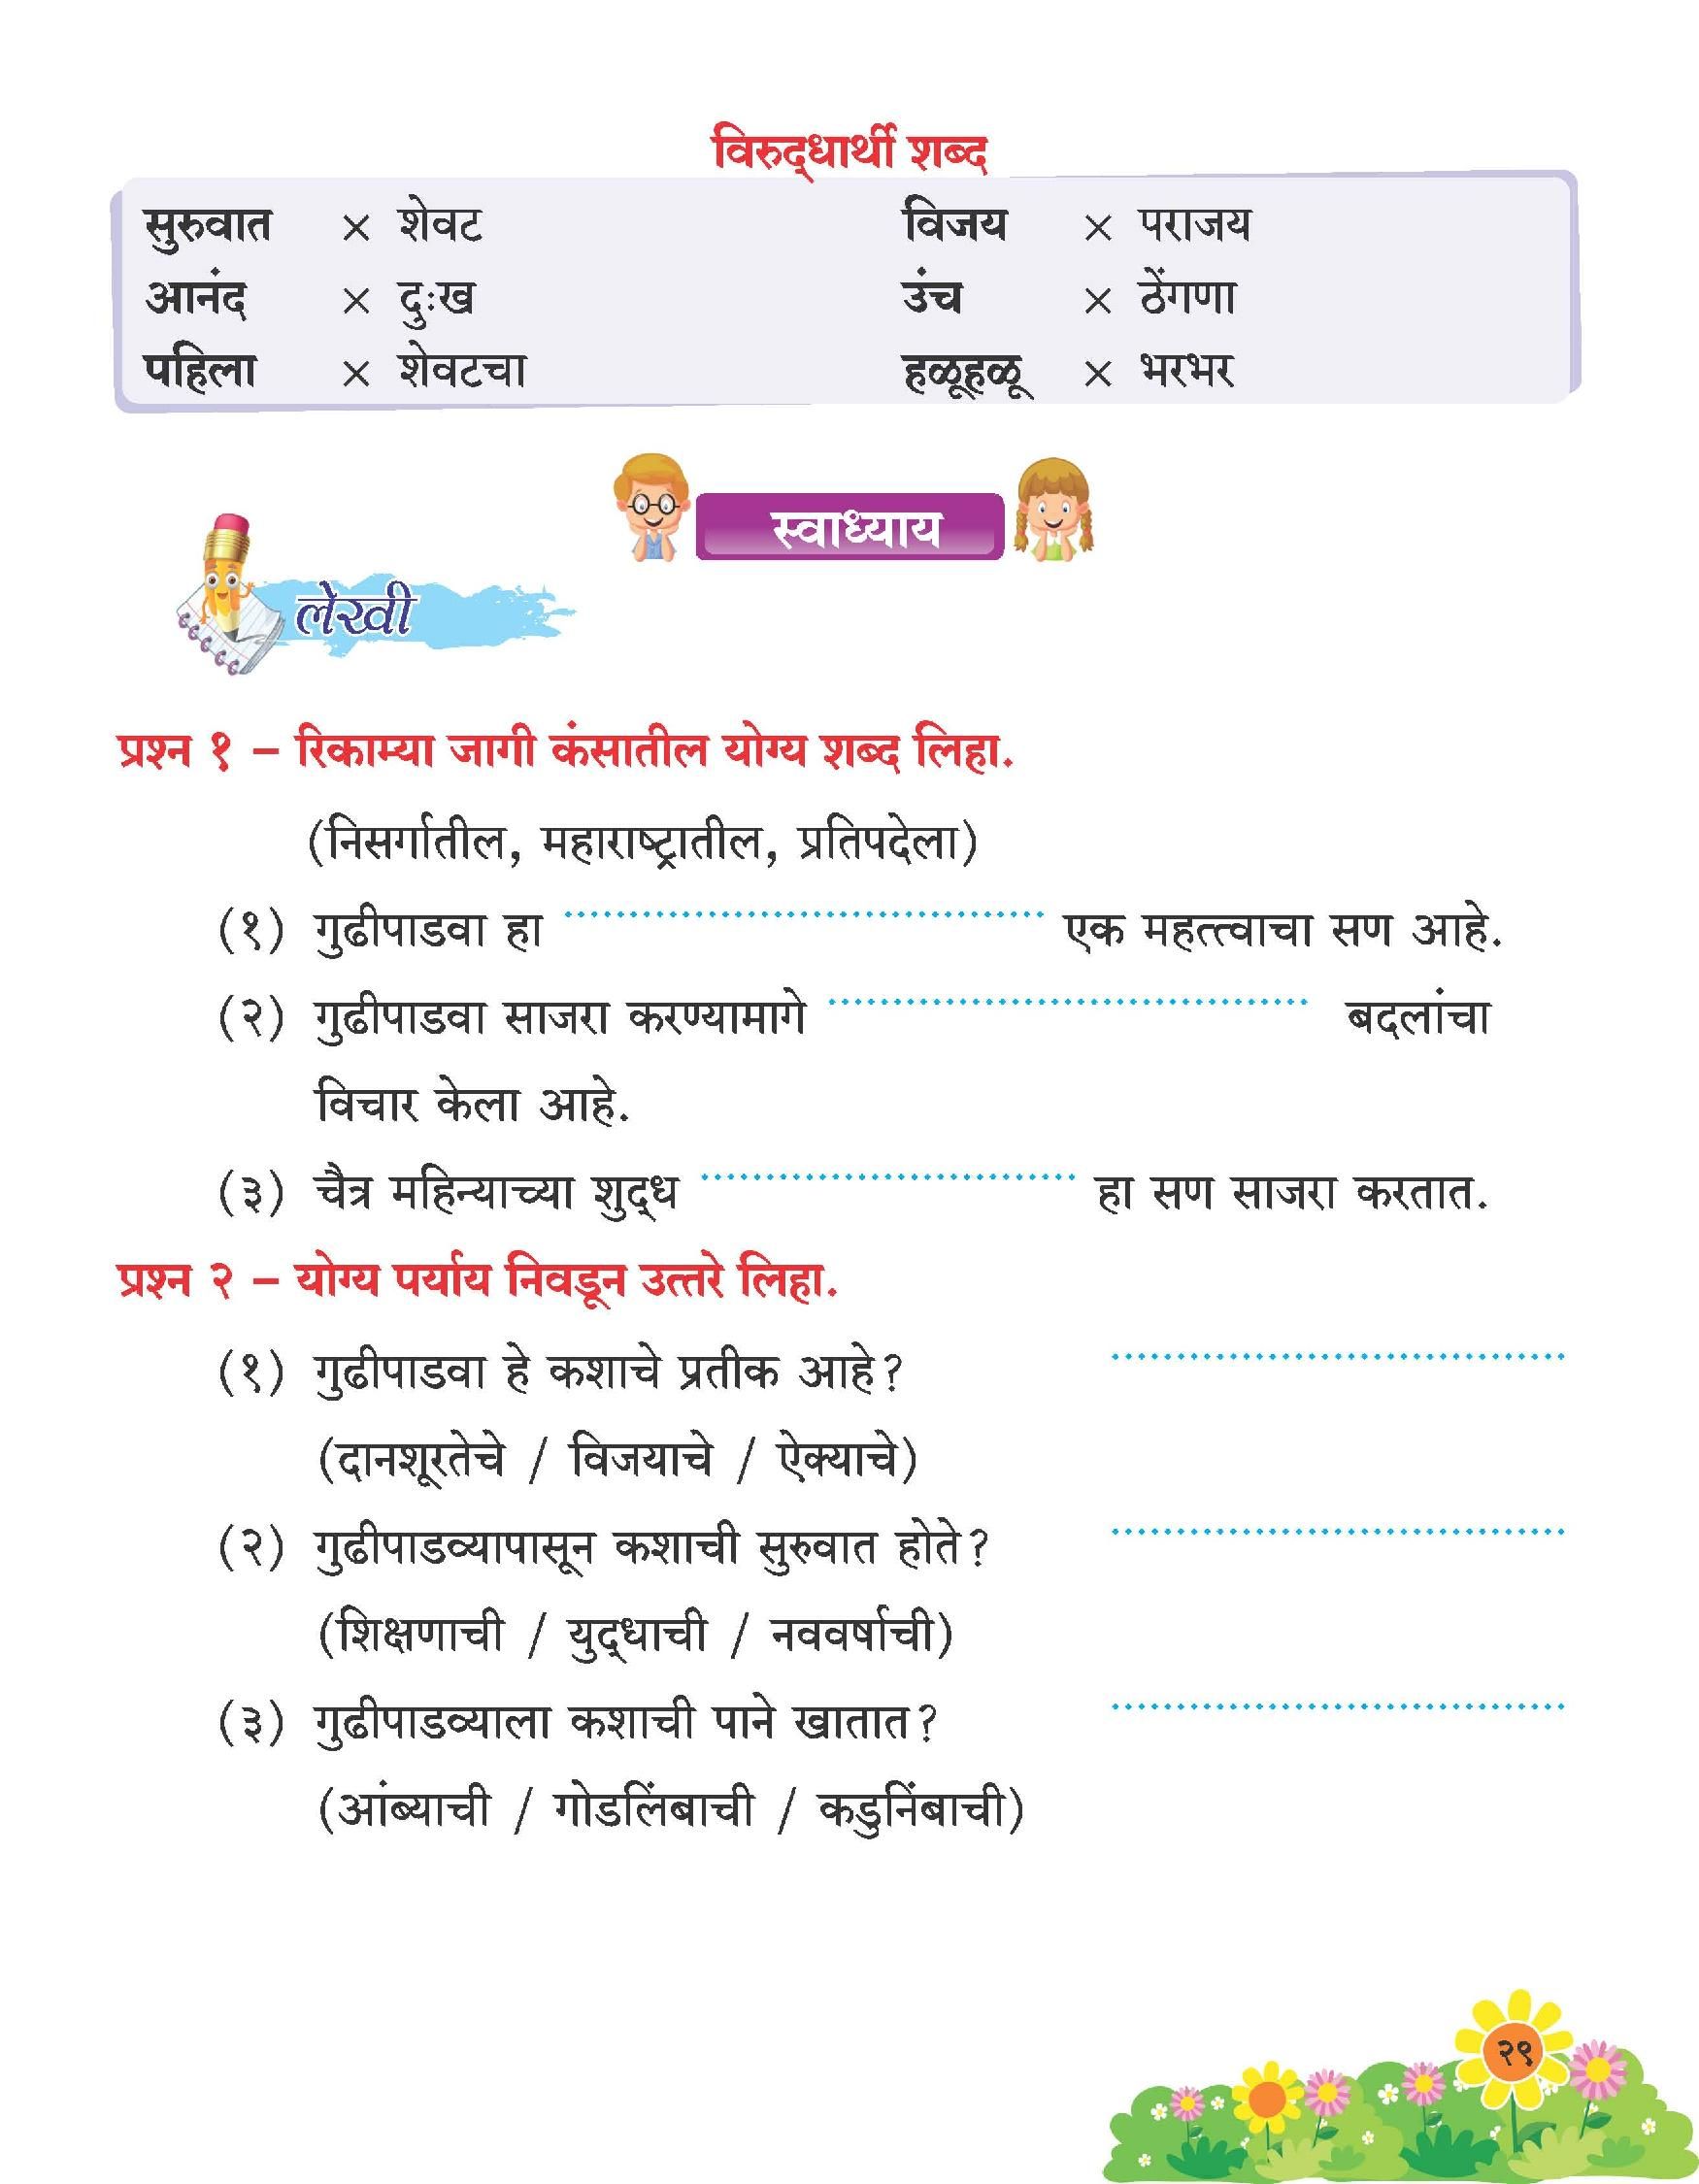 विरुद्धार्थी शब्द
सुरुवात × शेवट विजय × पराजय
आनंद × दुःख उंच × ठेंगणा
पहिला × शेवटचा हळूहळू × भरभर
स्वाध्याय
लेखी
प्रश्न १ – रिकाम्या जागी कंसातील योग्य शब्द लिहा.
(निसर्गातील, महाराष्ट्रातील, प्रतिपदेला)
(१) गुढीपाडवा हा ........................................ एक महत्त्वाचा सण आहे.
(२) गुढीपाडवा साजरा करण्यामागे ........................................ बदलांचा
विचार केला आहे.
(३) चैत्र महिन्याच्या शुद्ध ................................ हा सण साजरा करतात.
प्रश्न २ – योग्य पर्याय निवडून उत्तरे लिहा.
(१) गुढीपाडवा हे कशाचे प्रतीक आहे? ......................................
(दानशूरतेचे / विजयाचे / ऐक्याचे)
(२) गुढीपाडव्यापासून कशाची सुरुवात होते? ......................................
(शिक्षणाची / युद्धाची / नववर्षाची)
(३) गुढीपाडव्याला कशाची पाने खातात? ......................................
(आंब्याची / गोडलिंबाची / कडुनिंबाची)
२९